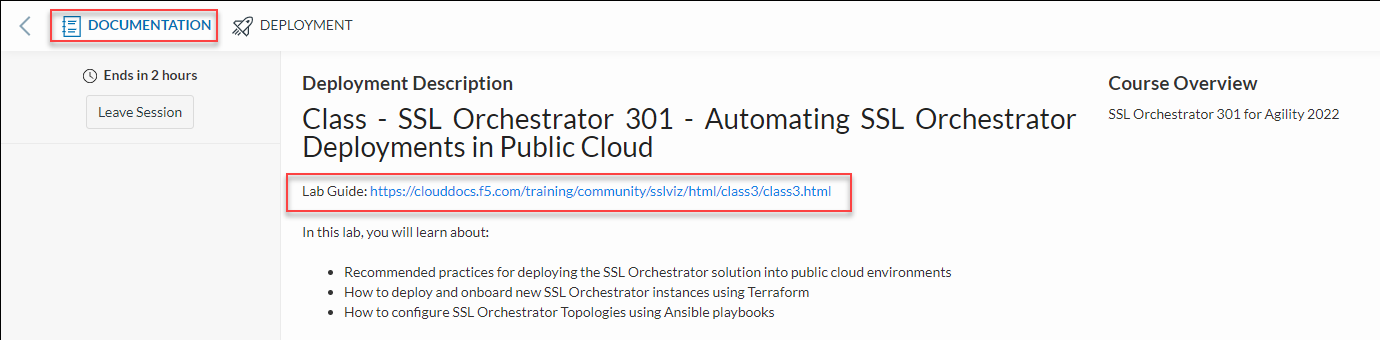 DOCUMENTATION
DEPLOYMENT
Ends in 2 hours
Leave Session
Deployment Description
Class - SSL Orchestrator 301 - Automating SSL Orchestrator
Deployments in Public Cloud
Lab Guide: https://clouddocs.f5.com/training/community/sslviz/html/class3/class3.html
In this lab, you will learn about:
• Recommended practices for deploying the SSL Orchestrator solution into public cloud environments
• How to deploy and onboard new SSL Orchestrator instances using Terraform
• How to configure SSL Orchestrator Topologies using Ansible playbooks
Course Overview
SSL Orchestrator 301 for Agility 2022